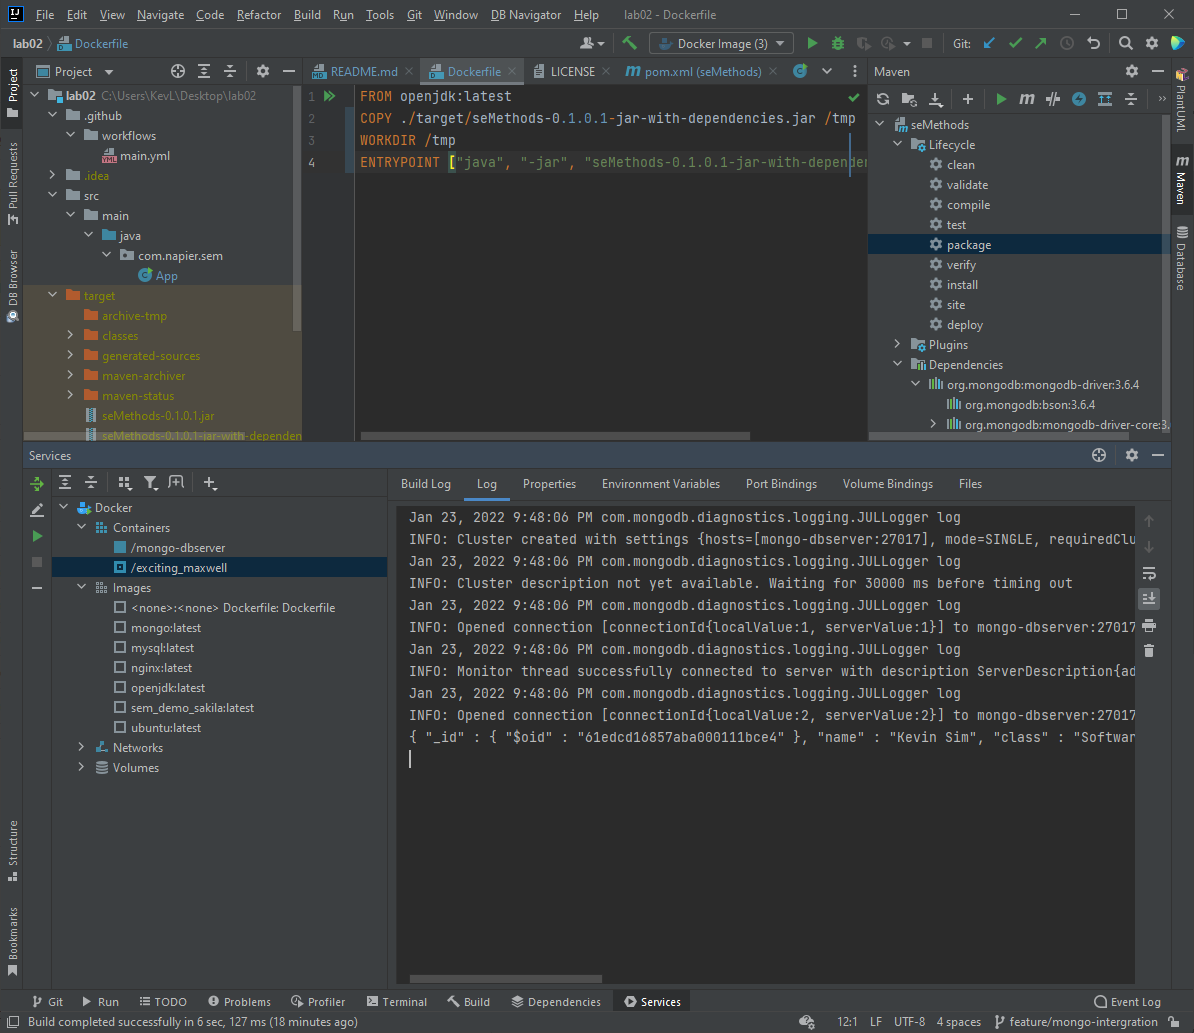 File Edit View Navigate Code Refactor Build Run Tools Git Window DB Navigator Help lab02 - Dockerfile
lab02 Dockerfile Docker Image (3) Git:
Project
README.md Dockerfile LICENSE pom.xml (seMethods)
Maven
Project
Pull Requests
DB Browser
Structure
Bookmarks
lab02 C:\Users\KevL\Desktop\lab02
.github
workflows
main.yml
.idea
src
main
java
com.napier.sem
App
target
archive-tmp
classes
generated-sources
maven-archiver
maven-status
seMethods-0.1.0.1.jar
seMethods-0.1.0.1-jar-with-dependen
1 FROM openjdk:latest
2 COPY ./target/seMethods-0.1.0.1-jar-with-dependencies.jar /tmp
3 WORKDIR /tmp
4 ENTRYPOINT ["java", "-jar", "seMethods-0.1.0.1-jar-with-depender
seMethods
Lifecycle
clean
validate
compile
test
package
verify
install
site
deploy
Plugins
Dependencies
org.mongodb:mongodb-driver:3.6.4
org.mongodb:bson:3.6.4
org.mongodb:mongodb-driver-core:3.
PlantUML
Maven
Database
Services
Docker
Containers
/mongo-dbserver
/exciting_maxwell
Images
<none>:<none> Dockerfile: Dockerfile
mongo:latest
mysql:latest
nginx:latest
openjdk:latest
sem_demo_sakila:latest
ubuntu:latest
Networks
Volumes
Build Log Log Properties Environment Variables Port Bindings Volume Bindings Files
Jan 23, 2022 9:48:06 PM com.mongodb.diagnostics.logging.JULLogger log
INFO: Cluster created with settings {hosts=[mongo-dbserver:27017], mode=SINGLE, requiredClu
Jan 23, 2022 9:48:06 PM com.mongodb.diagnostics.logging.JULLogger log
INFO: Cluster description not yet available. Waiting for 30000 ms before timing out
Jan 23, 2022 9:48:06 PM com.mongodb.diagnostics.logging.JULLogger log
INFO: Opened connection [connectionId{localValue:1, serverValue:1}] to mongo-dbserver:27017
Jan 23, 2022 9:48:06 PM com.mongodb.diagnostics.logging.JULLogger log
INFO: Monitor thread successfully connected to server with description ServerDescription{ad
Jan 23, 2022 9:48:06 PM com.mongodb.diagnostics.logging.JULLogger log
INFO: Opened connection [connectionId{localValue:2, serverValue:2}] to mongo-dbserver:27017
{ "_id" : { "$oid" : "61edcd16857aba000111bce4" }, "name" : "Kevin Sim", "class" : "Softwar
Git Run TODO Problems Profiler Terminal Build Dependencies Services Event Log
Build completed successfully in 6 sec, 127 ms (18 minutes ago) 12:1 LF UTF-8 4 spaces feature/mongo-intergration